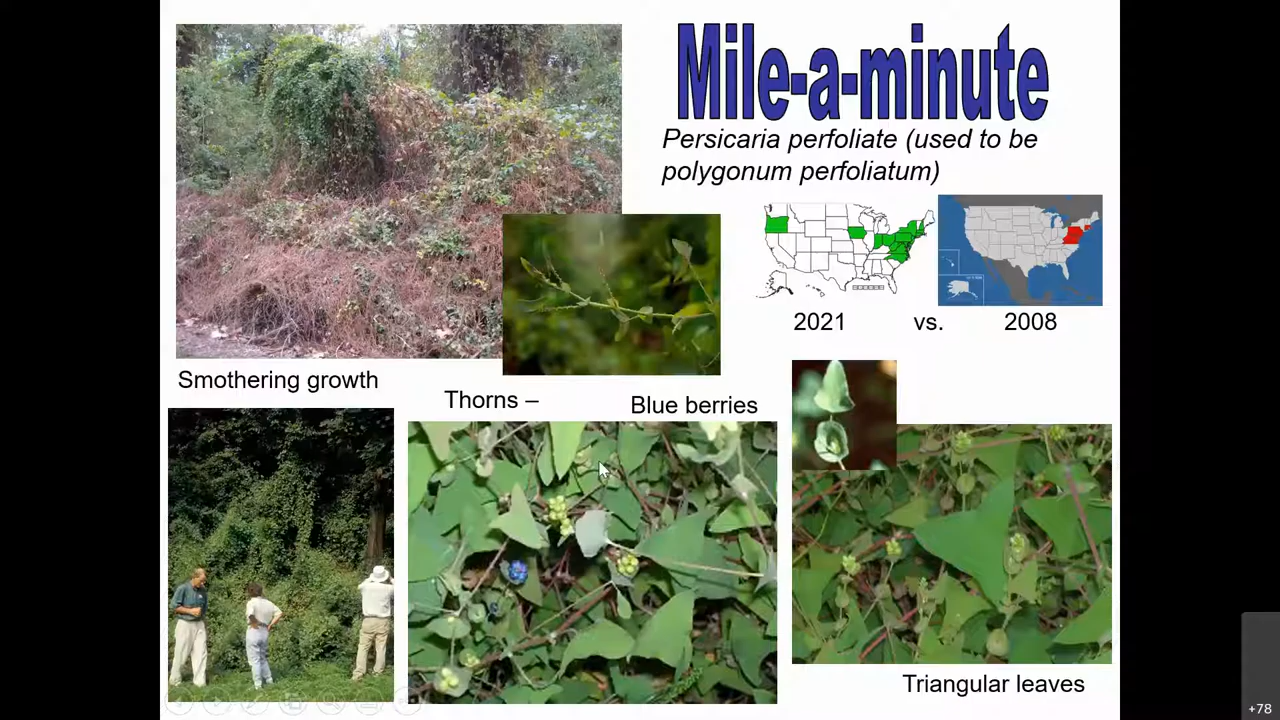 Mile-a-minute
Persicaria perfoliate (used to be
polygonum perfoliatum)
2021 vs. 2008
Smothering growth
Thorns –
Blue berries
Triangular leaves
+78